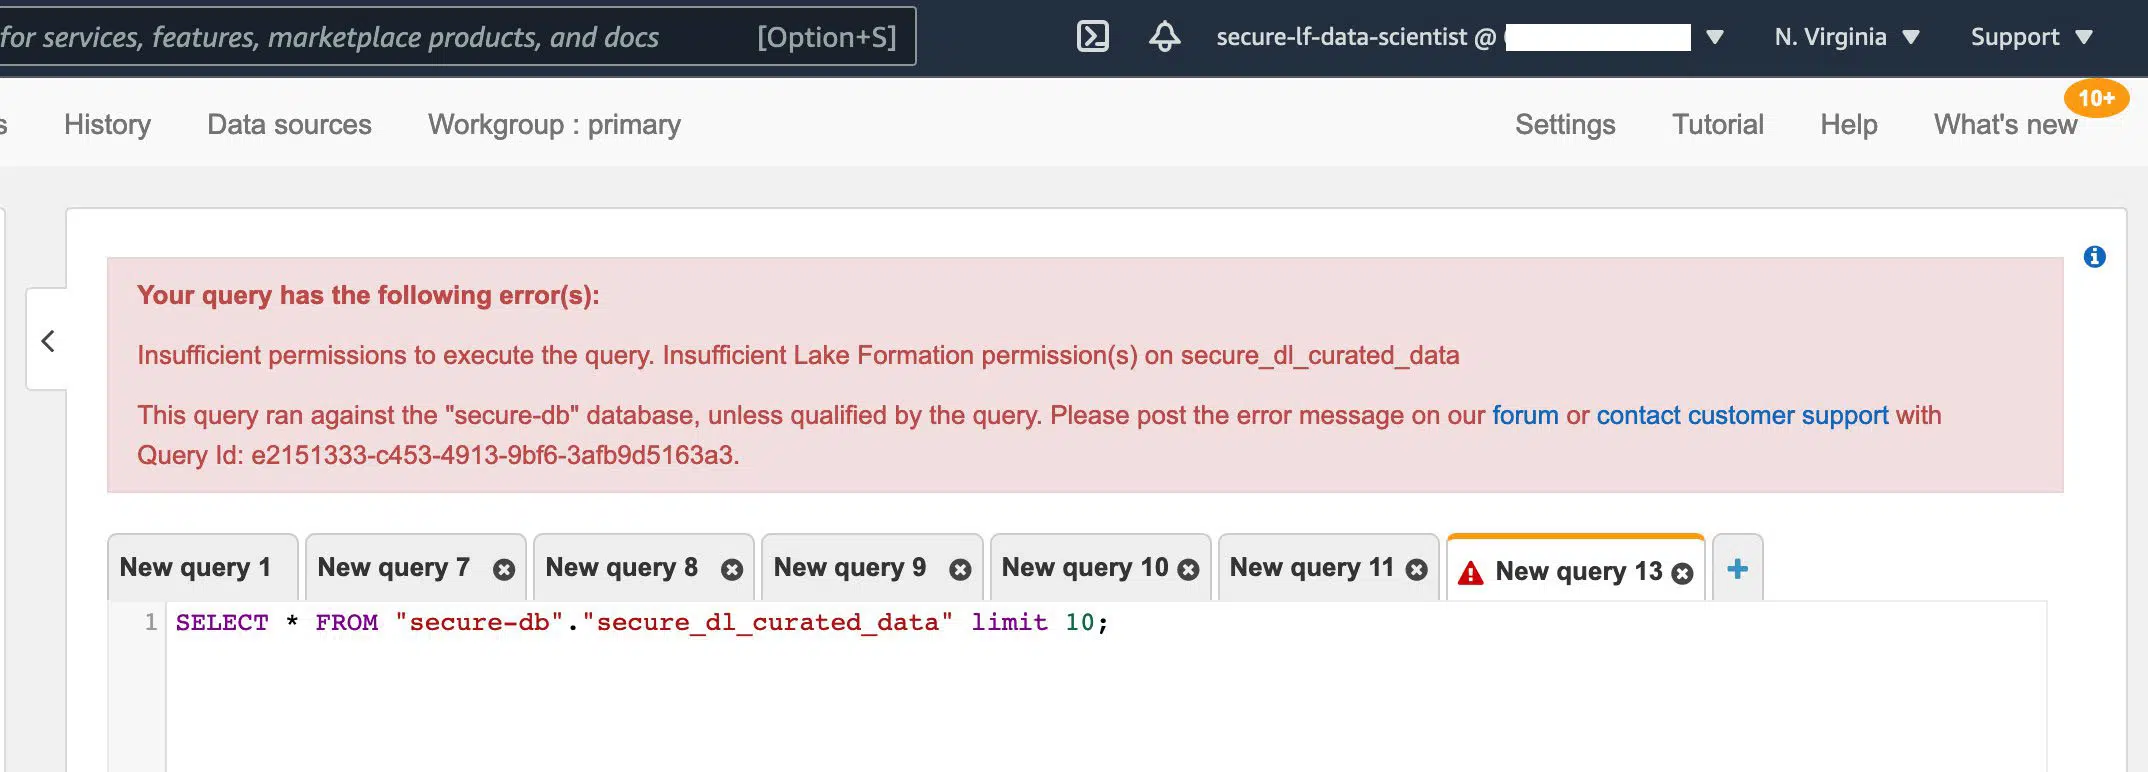 for services, features, marketplace products, and docs [Option+S] secure-lf-data-scientist @ N. Virginia Support
10+
s History Data sources Workgroup : primary Settings Tutorial Help What's new
Your query has the following error(s):
Insufficient permissions to execute the query. Insufficient Lake Formation permission(s) on secure_dl_curated_data
This query ran against the "secure-db" database, unless qualified by the query. Please post the error message on our forum or contact customer support with
Query Id: e2151333-c453-4913-9bf6-3afb9d5163a3.
New query 1 New query 7 New query 8 New query 9 New query 10 New query 11 New query 13 +
1 SELECT * FROM "secure-db"."secure_dl_curated_data" limit 10;